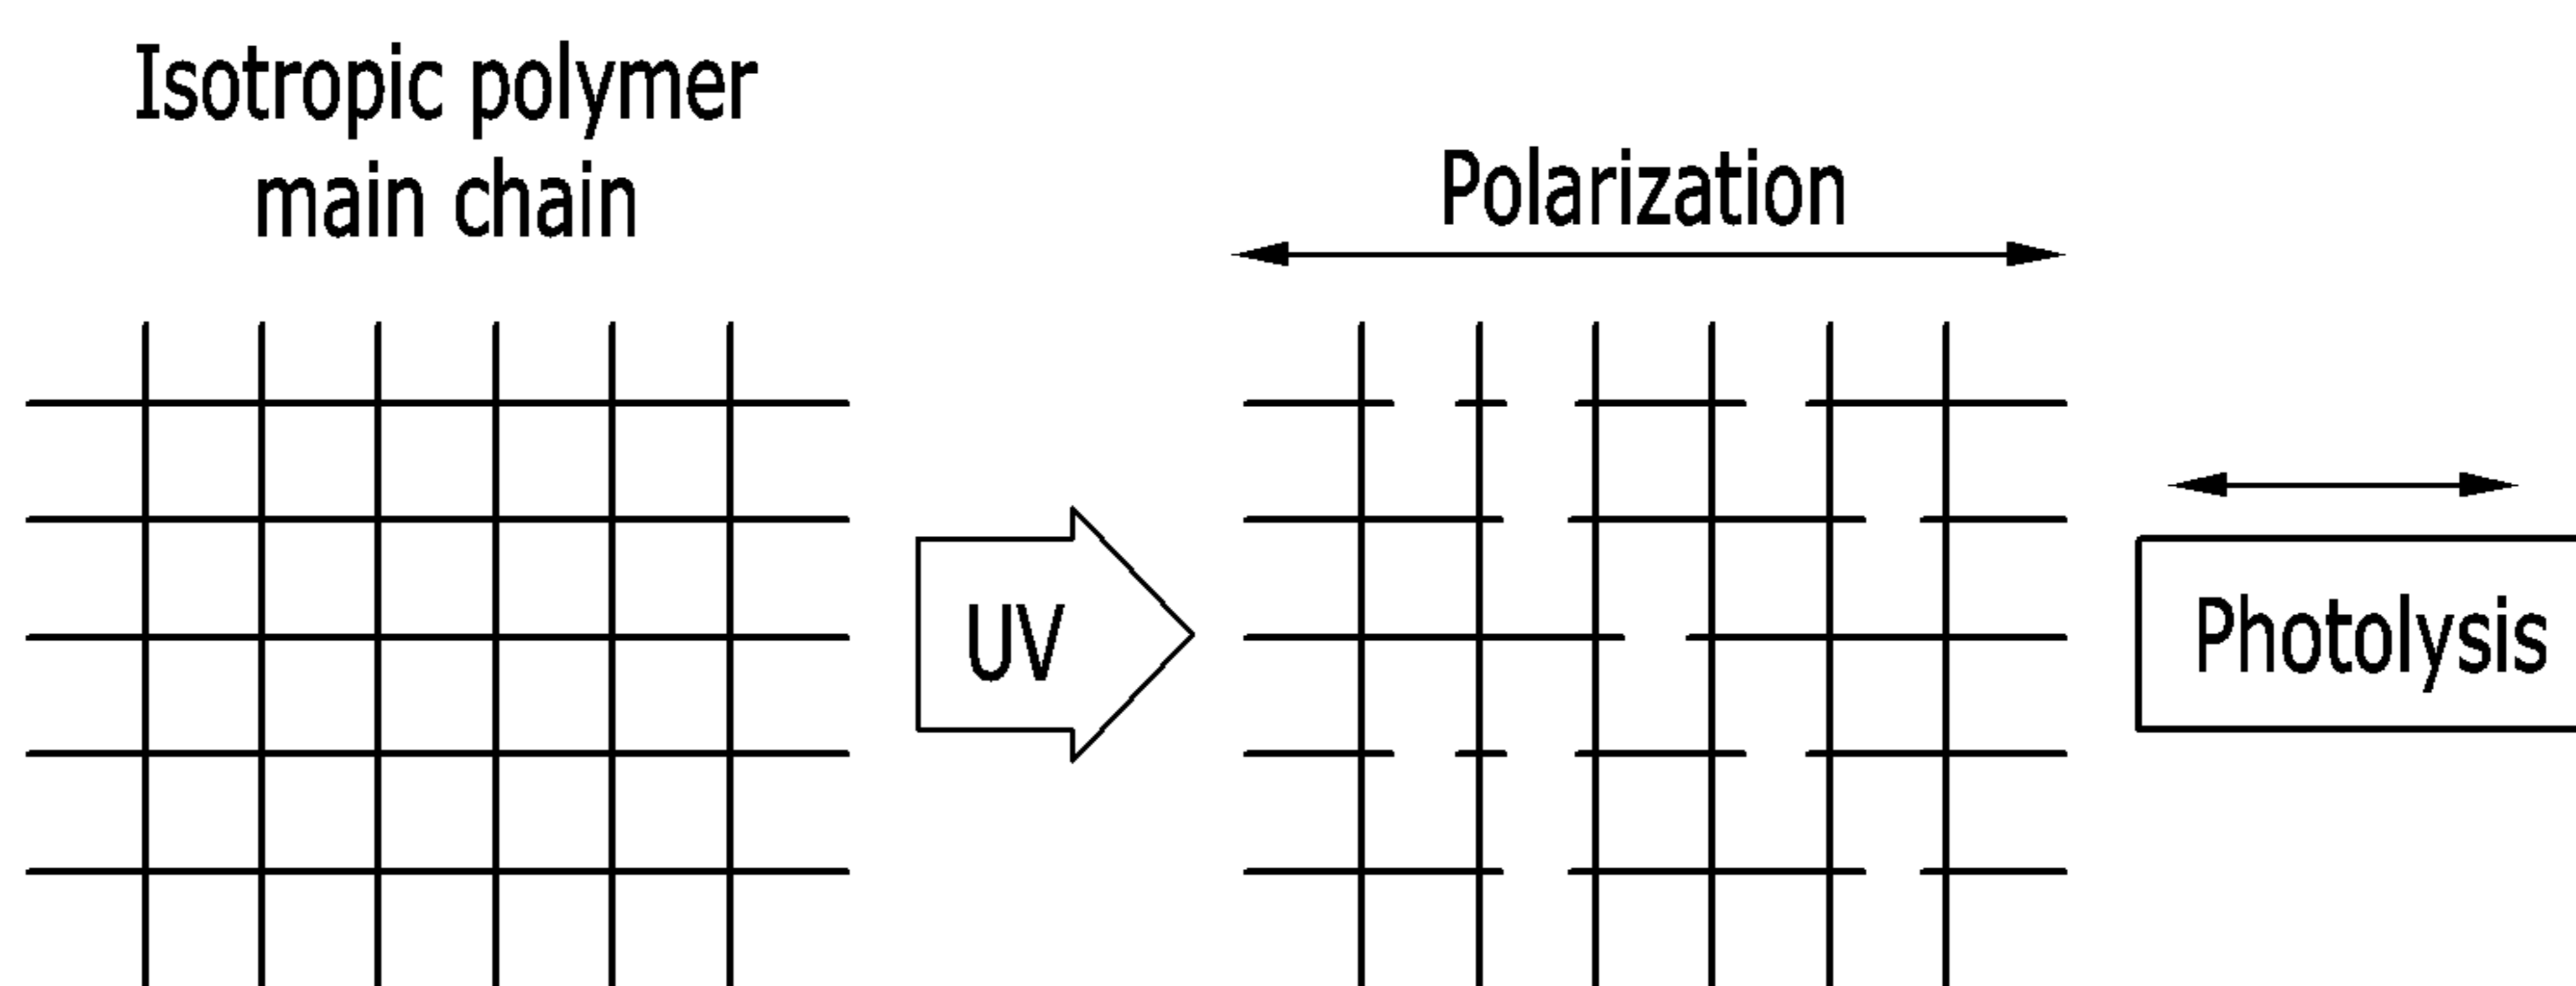 Isotropic polymer
main chain
Polarization
UV
Photolysis